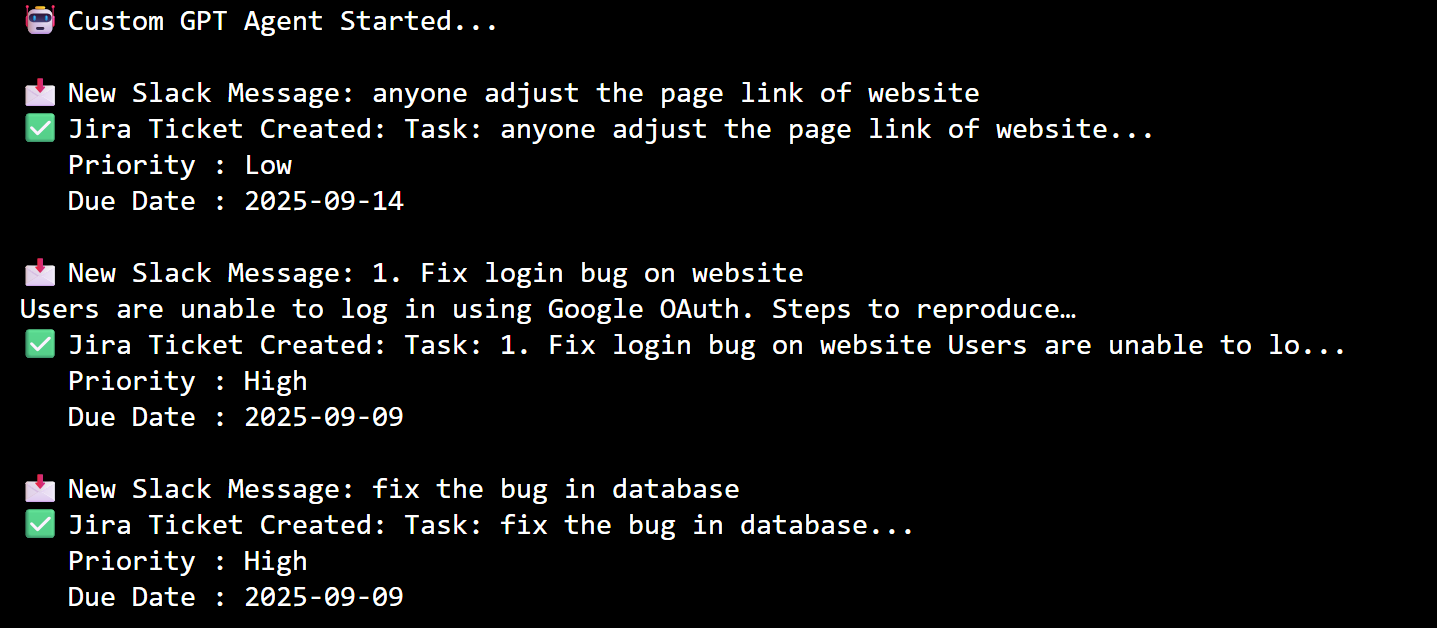 🤖 Custom GPT Agent Started...
📩 New Slack Message: anyone adjust the page link of website
✅ Jira Ticket Created: Task: anyone adjust the page link of website...
Priority : Low
Due Date : 2025-09-14
📩 New Slack Message: 1. Fix login bug on website
Users are unable to log in using Google OAuth. Steps to reproduce…
✅ Jira Ticket Created: Task: 1. Fix login bug on website Users are unable to lo...
Priority : High
Due Date : 2025-09-09
📩 New Slack Message: fix the bug in database
✅ Jira Ticket Created: Task: fix the bug in database...
Priority : High
Due Date : 2025-09-09